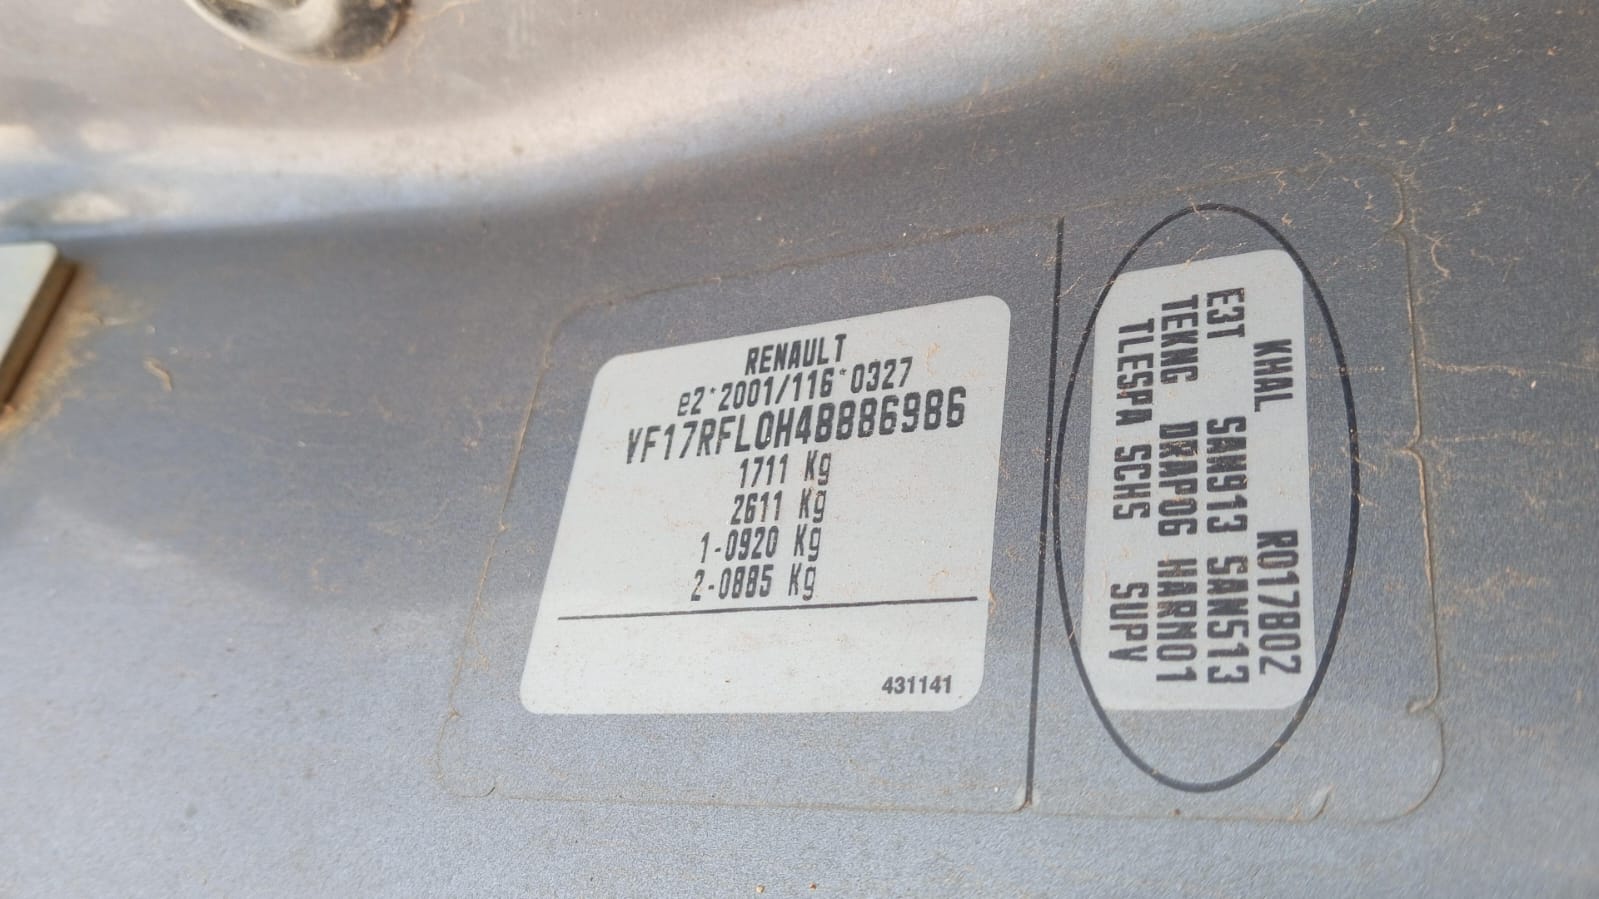 RENAULT
e2*2001/116*0327
VF17RFL0H48886986
1711 Kg
2611 Kg
1-0920 Kg
2-0885 Kg
431141
KHAL R017B02
E3T SAN913 SAN513
TEKNG DRAP06 HARN01
TLESPA SCHS SUPV